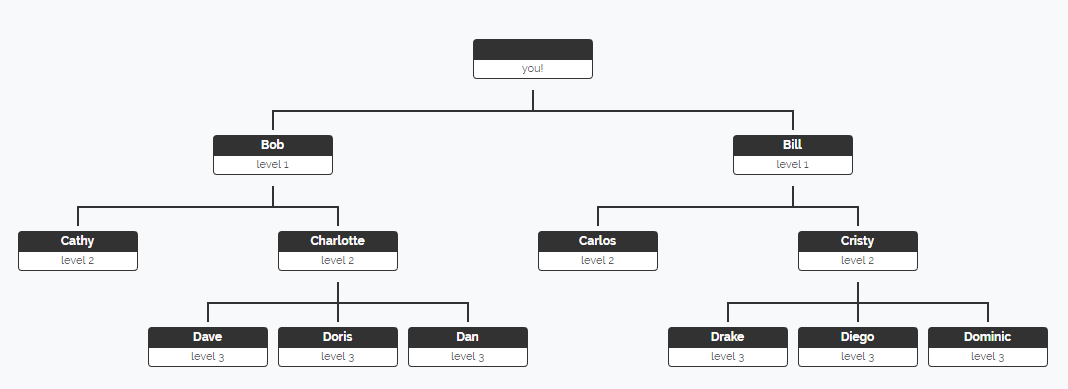 you!
Bob
level 1
Bill
level 1
Cathy
level 2
Charlotte
level 2
Carlos
level 2
Cristy
level 2
Dave
level 3
Doris
level 3
Dan
level 3
Drake
level 3
Diego
level 3
Dominic
level 3